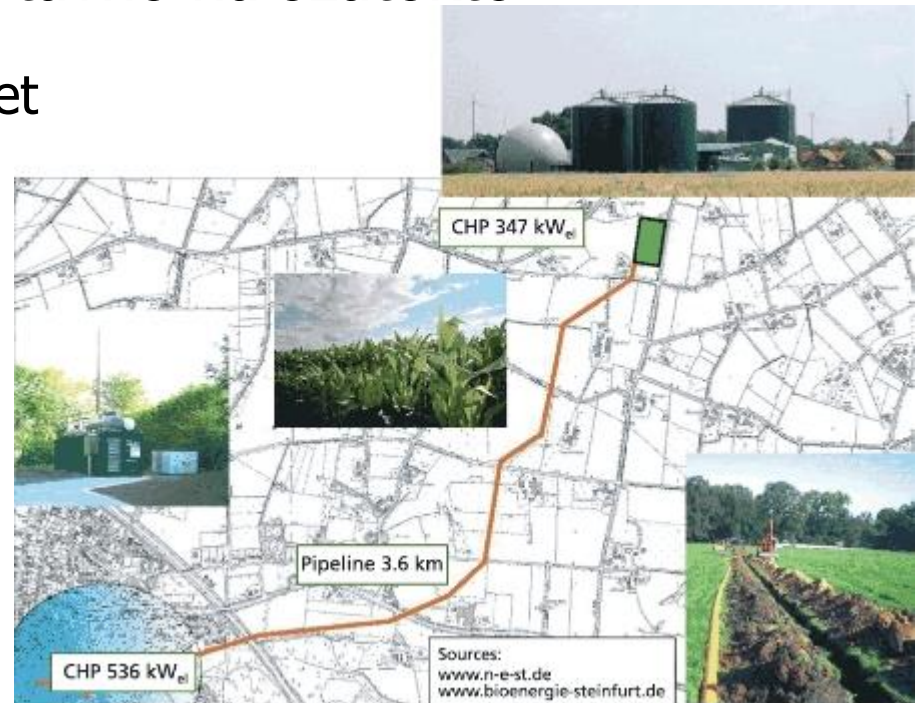 et
CHP 347 kWel
Pipeline 3.6 km
CHP 536 kWel
Sources:
www.n-e-st.de
www.bioenergie-steinfurt.de